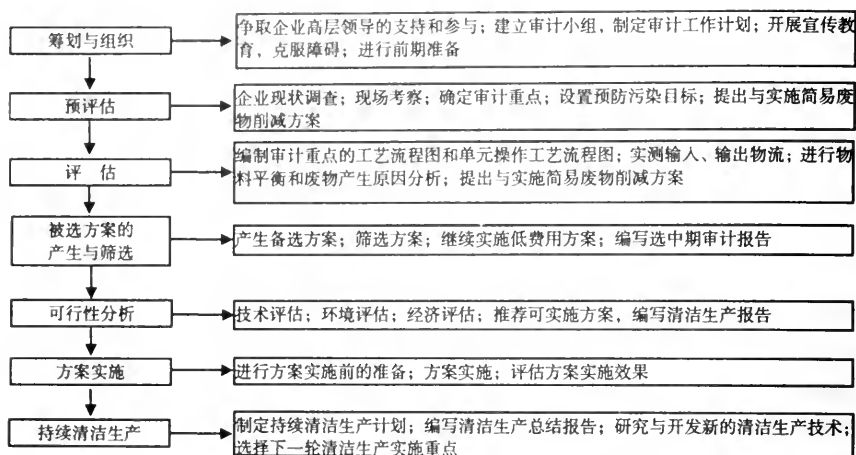 筹划与组织
争取企业高层领导的支持和参与；建立审计小组，制定审计工作计划；开展宣传教
育，克服障碍；进行前期准备
预评估
企业现状调查；现场考察；确定审计重点；设置预防污染目标；提出与实施简易废
物削减方案
评 估
编制审计重点的工艺流程图和单元操作工艺流程图；实测输入、输出物流；进行物
料平衡和废物产生原因分析；提出与实施简易废物削减方案
被选方案的
产生与筛选
产生备选方案；筛选方案；继续实施低费用方案；编写选中期审计报告
可行性分析
技术评估；环境评估；经济评估；推荐可实施方案，编写清洁生产报告
方案实施
进行方案实施前的准备；方案实施；评估方案实施效果
持续清洁生产
制定持续清洁生产计划；编写清洁生产总结报告；研究与开发新的清洁生产技术；
选择下一轮清洁生产实施重点